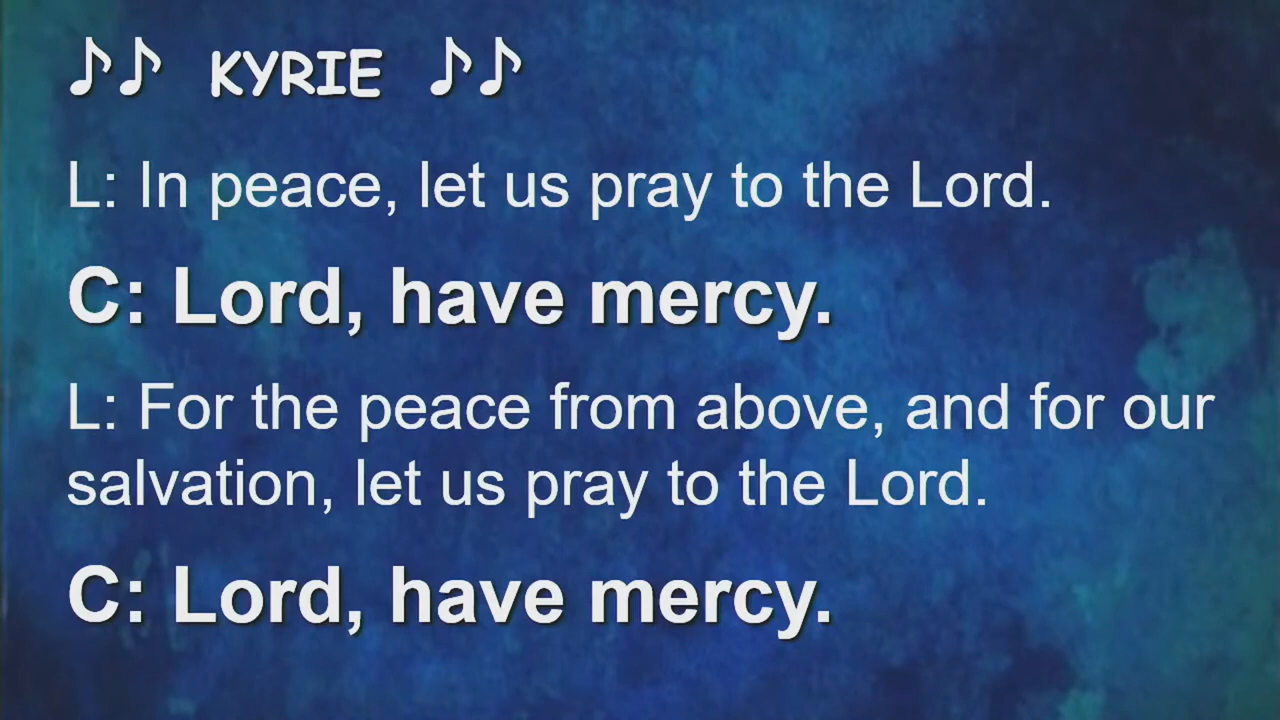 ♪♪ KYRIE ♪♪
L: In peace, let us pray to the Lord.
C: Lord, have mercy.
L: For the peace from above, and for our
salvation, let us pray to the Lord.
C: Lord, have mercy.